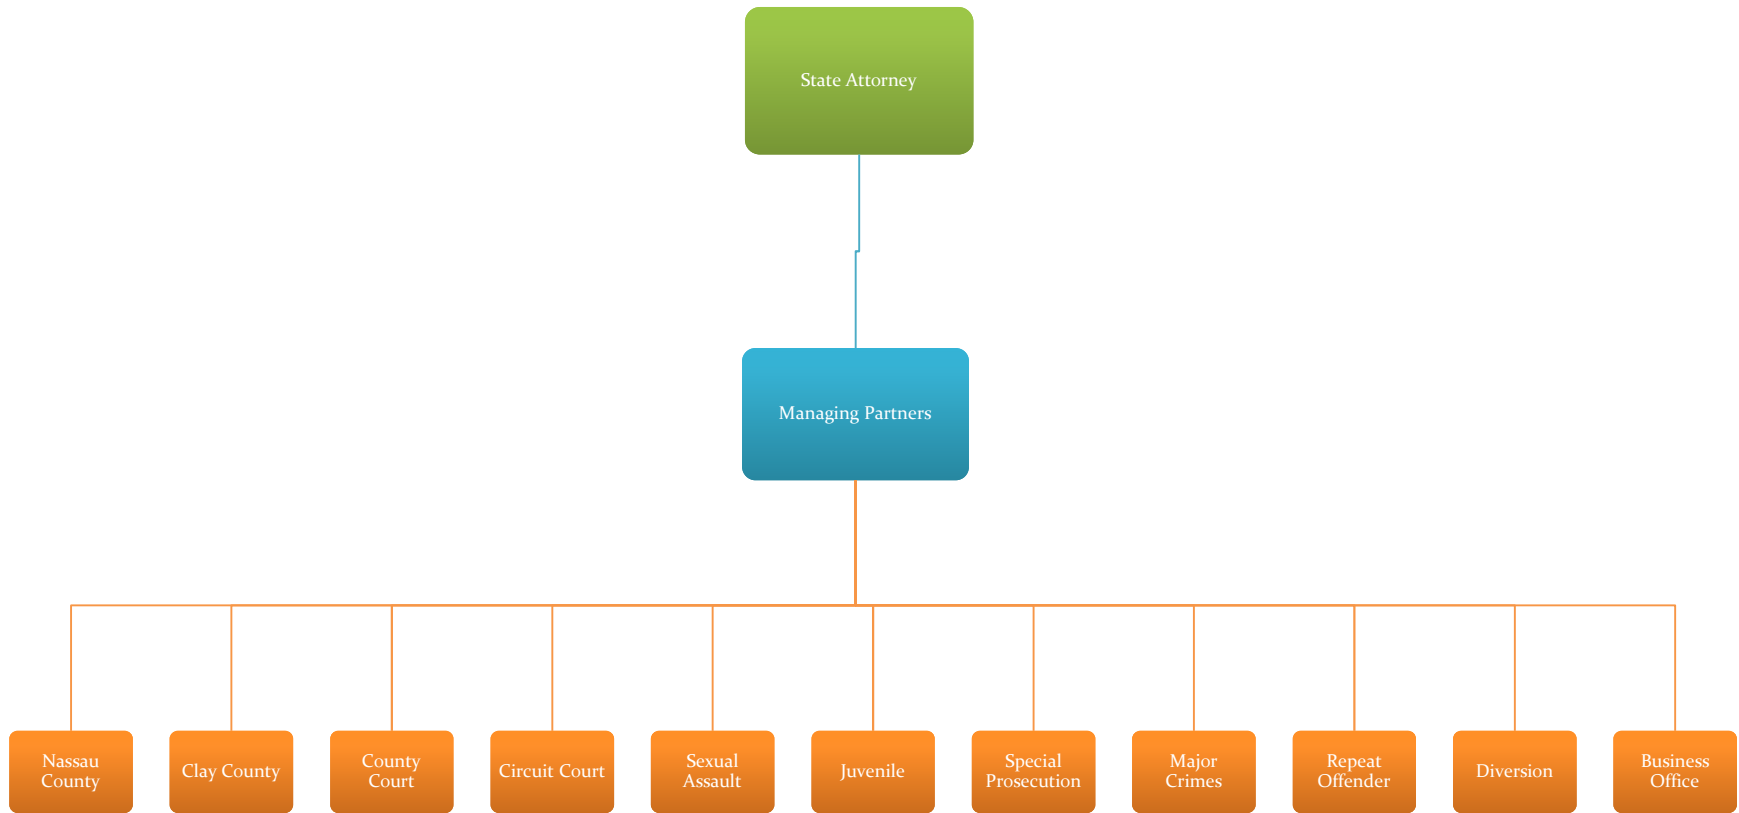 State Attorney
Managing Partners
Nassau
County
Clay County
County
Court
Circuit Court
Sexual
Assault
Juvenile
Special
Prosecution
Major
Crimes
Repeat
Offender
Diversion
Business
Office